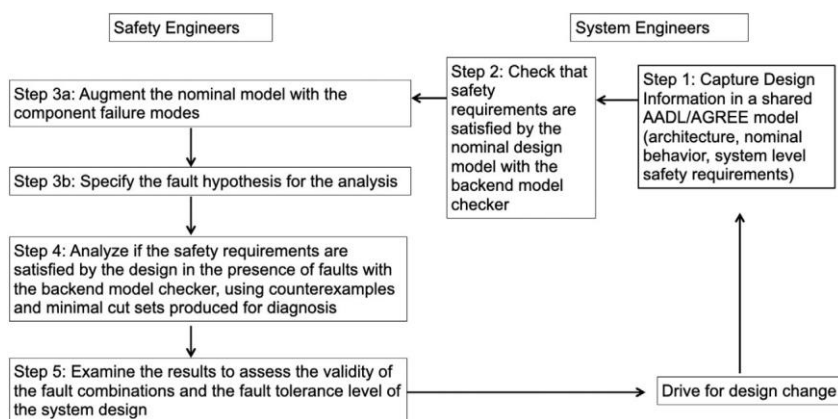 Safety Engineers
System Engineers
Step 1: Capture Design
Information in a shared
AADL/AGREE model
(architecture, nominal
behavior, system level
safety requirements)
Step 2: Check that
safety
requirements are
satisfied by the
nominal design
model with the
backend model
checker
Step 3a: Augment the nominal model with the
component failure modes
Step 3b: Specify the fault hypothesis for the analysis
Step 4: Analyze if the safety requirements are
satisfied by the design in the presence of faults with
the backend model checker, using counterexamples
and minimal cut sets produced for diagnosis
Step 5: Examine the results to assess the validity of
the fault combinations and the fault tolerance level of
the system design
Drive for design change